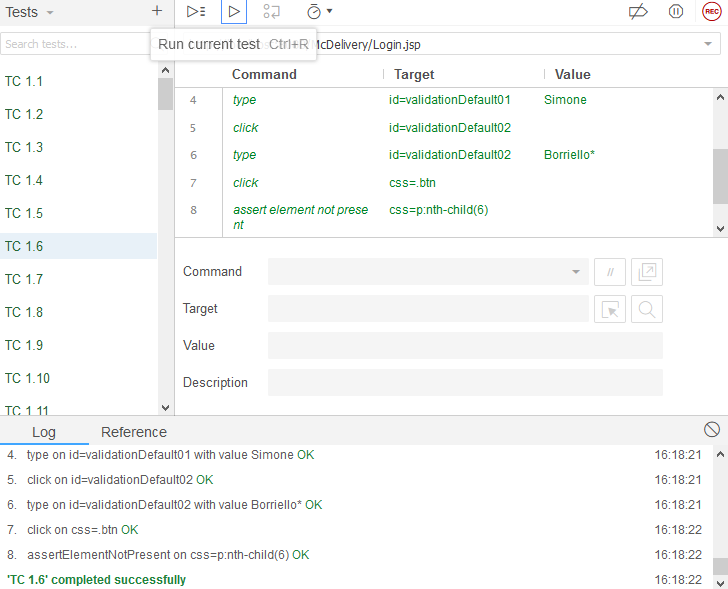 Tests
REC
Search tests...
Run current test Ctrl+R
McDelivery/Login.jsp
Command Target Value
4 type id=validationDefault01 Simone
5 click id=validationDefault02
6 type id=validationDefault02 Borriello*
7 click css=.btn
8 assert element not prese
nt css=p:nth-child(6)
TC 1.1
TC 1.2
TC 1.3
TC 1.4
TC 1.5
TC 1.6
TC 1.7
TC 1.8
TC 1.9
TC 1.10
TC 1.11
Command //
Target
Value
Description
Log Reference
4. type on id=validationDefault01 with value Simone OK 16:18:21
5. click on id=validationDefault02 OK 16:18:21
6. type on id=validationDefault02 with value Borriello* OK 16:18:21
7. click on css=.btn OK 16:18:22
8. assertElementNotPresent on css=p:nth-child(6) OK 16:18:22
'TC 1.6' completed successfully 16:18:22